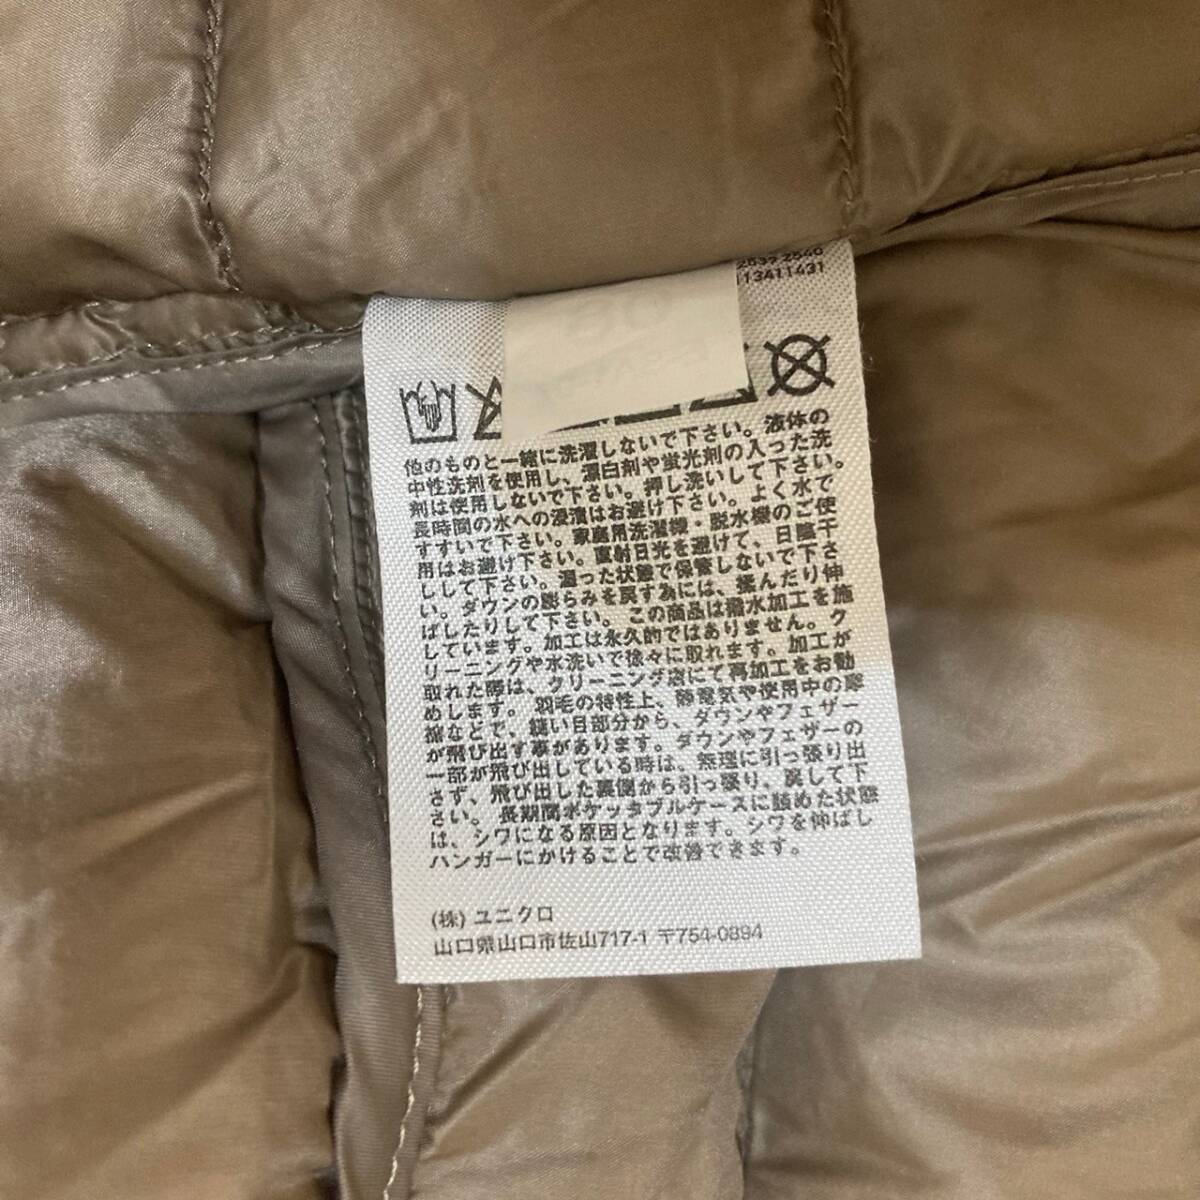 113411431
他のものと一緒に洗濯しないで下さい。液体の
中性洗剤を使用し、漂白剤や蛍光剤の入った洗
剤は使用しないで下さい。押し洗いして下さい。
長時間の水への浸漬はお避け下さい。よく水で
すすいで下さい。家庭用洗濯機・脱水機のご使
用はお避け下さい。直射日光を避けて、日陰干
しして下さい。湿った状態で保管しないで下さ
い。ダウンの膨らみを戻す為には、揉んだり伸
ばしたりして下さい。この商品は撥水加工を施
しています。加工は永久的ではありません。ク
リーニングや水洗いで徐々に取れます。加工が
取れた際は、クリーニング店にて再加工をお勧
めします。羽毛の特性上、静電気や使用中の摩
擦などで、縫い目部分から、ダウンやフェザー
が飛び出す事があります。ダウンやフェザーの
一部が飛び出している時は、無理に引っ張り出
さず、飛び出した裏側から引っ張り、戻して下
さい。長期間ポケッタブルケースに詰めた状態
は、シワになる原因となります。シワを伸ばし
ハンガーにかけることで改善できます。
(株)ユニクロ
山口県山口市佐山717-1 〒754-0894